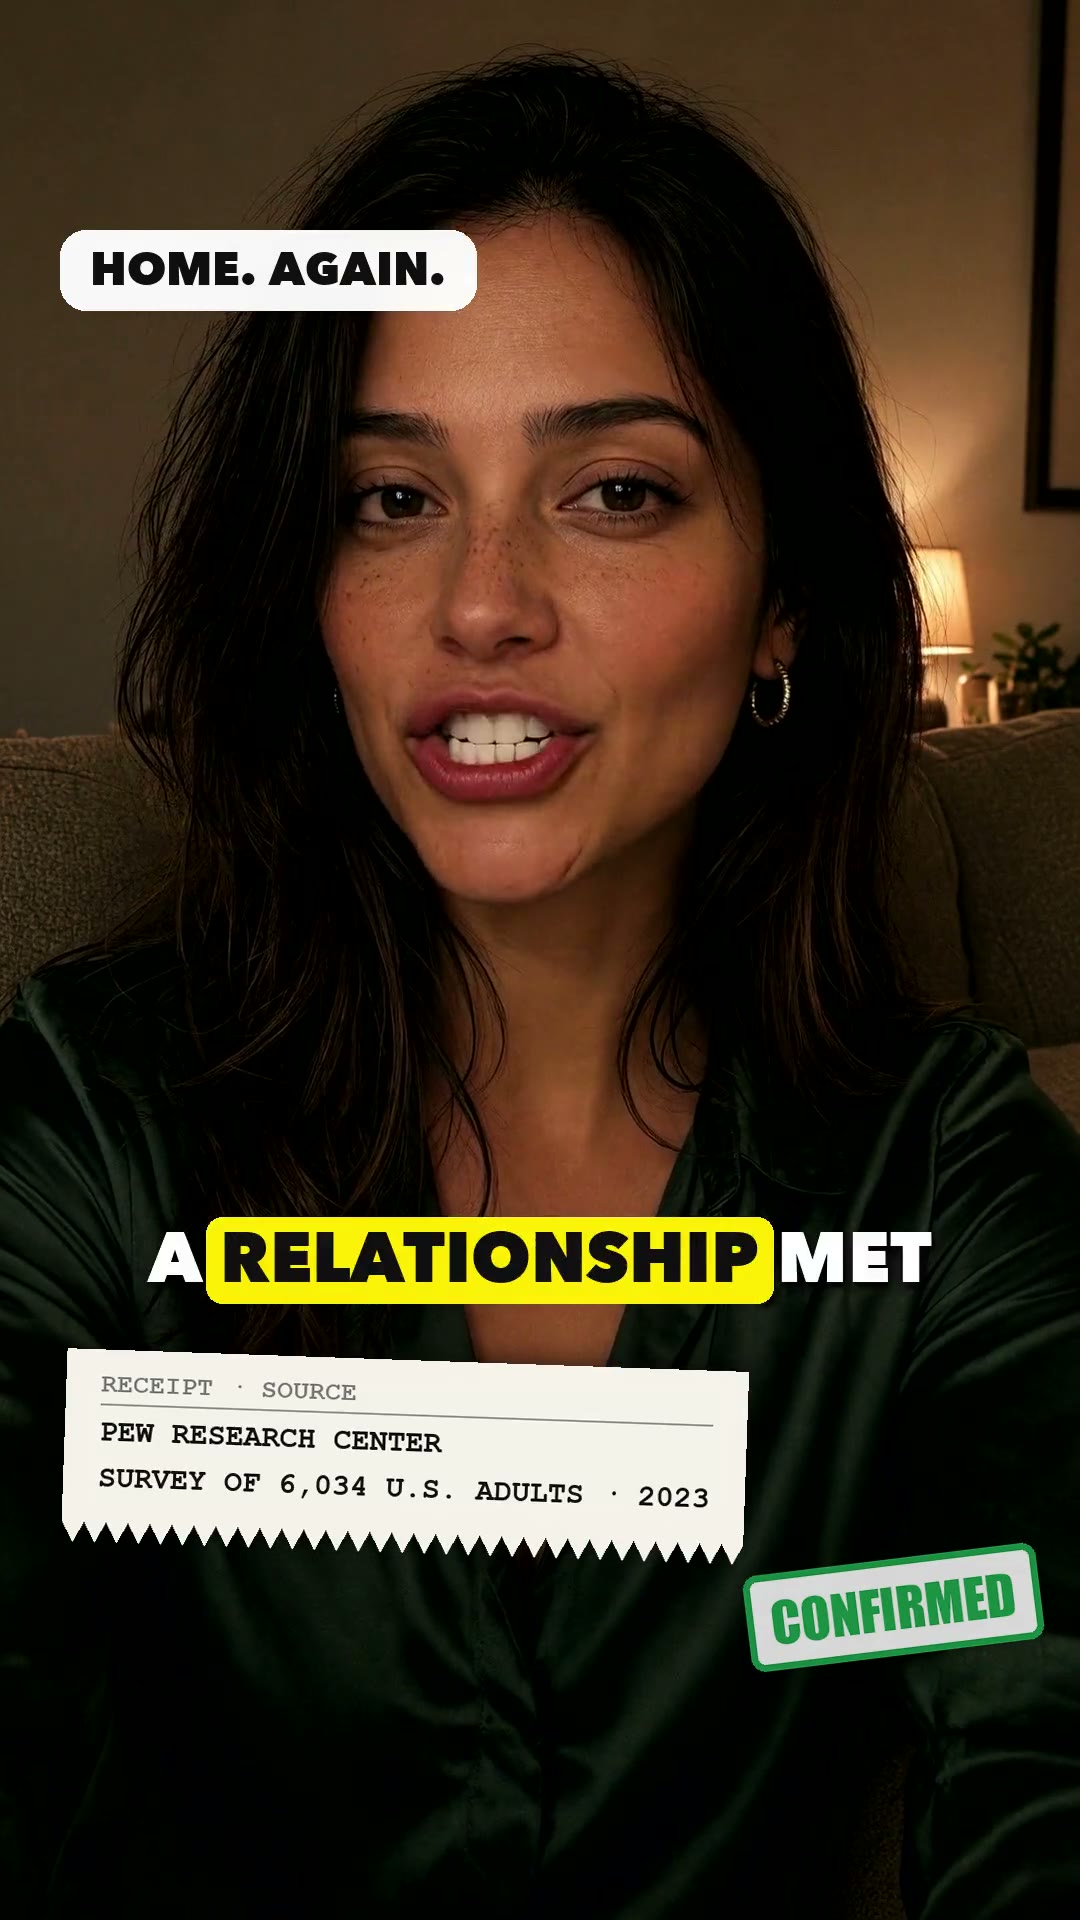 HOME. AGAIN.
A RELATIONSHIP MET
RECEIPT · SOURCE
PEW RESEARCH CENTER
SURVEY OF 6,034 U.S. ADULTS · 2023
CONFIRMED